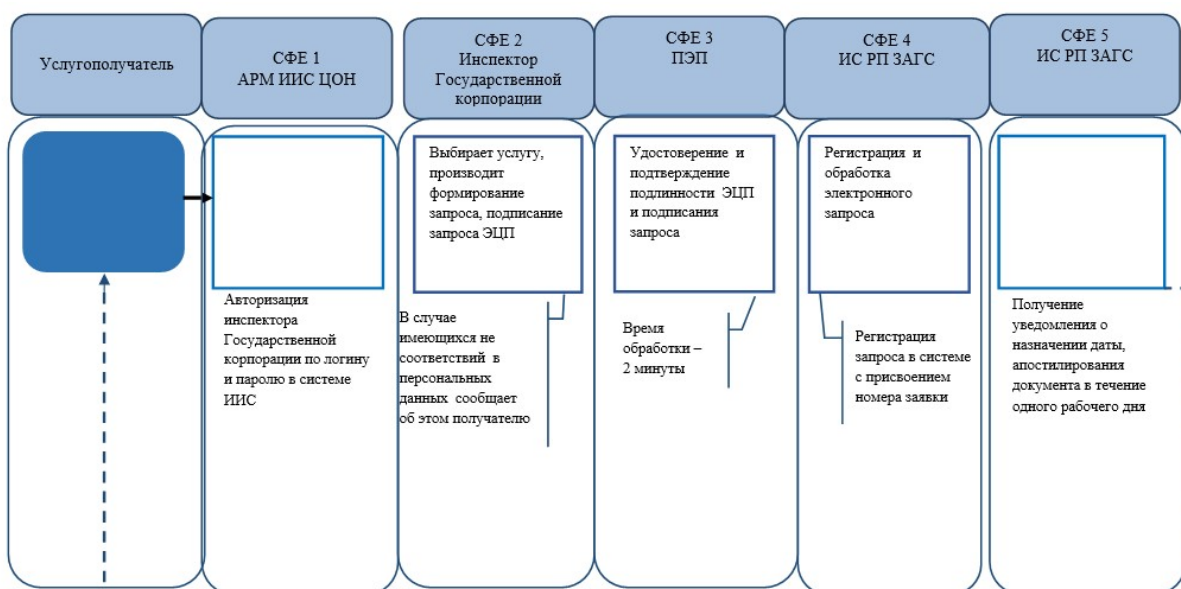 Услугополучатель
СФЕ 1
АРМ ИИС ЦОН
СФЕ 2
Инспектор
Государственной
корпорации
СФЕ 3
ПЭП
СФЕ 4
ИС РП ЗАГС
СФЕ 5
ИС РП ЗАГС
Авторизация
инспектора
Государственной
корпорации по логину
и паролю в системе
ИИС
Выбирает услугу,
производит
формирование
запроса, подписание
запроса ЭЦП
В случае
имеющихся не
соответствий в
персональных
данных сообщает
об этом получателю
Удостоверение и
подтверждение
подлинности ЭЦП
и подписания
запроса
Время
обработки –
2 минуты
Регистрация и
обработка
электронного
запроса
Регистрация
запроса в системе
с присвоением
номера заявки
Получение
уведомления о
назначении даты,
апостилирования
документа в течение
одного рабочего дня